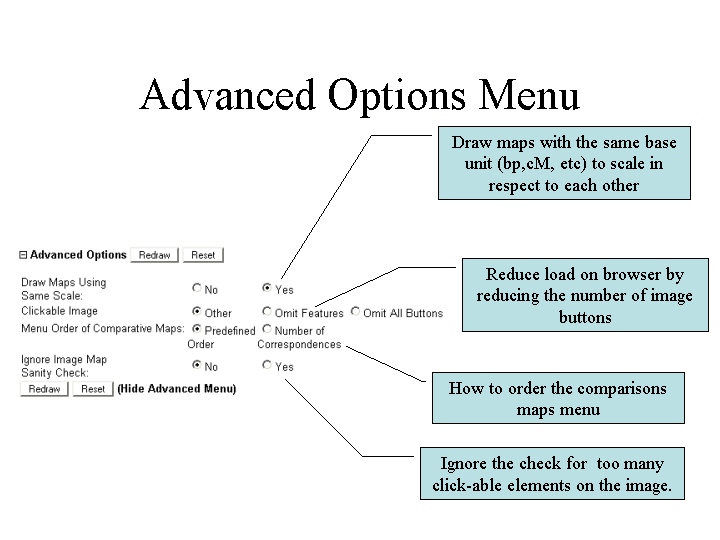 Advanced Options Menu
Draw maps with the same base
unit (bp,cM, etc) to scale in
respect to each other
Advanced Options Redraw Reset
Draw Maps Using
Same Scale:
No Yes
Clickable Image
Other Omit Features Omit All Buttons
Menu Order of Comparative Maps:
Predefined
Order
Number of
Correspondences
Ignore Image Map
Sanity Check:
No Yes
Redraw Reset (Hide Advanced Menu)
Reduce load on browser by
reducing the number of image
buttons
How to order the comparisons
maps menu
Ignore the check for too many
click-able elements on the image.